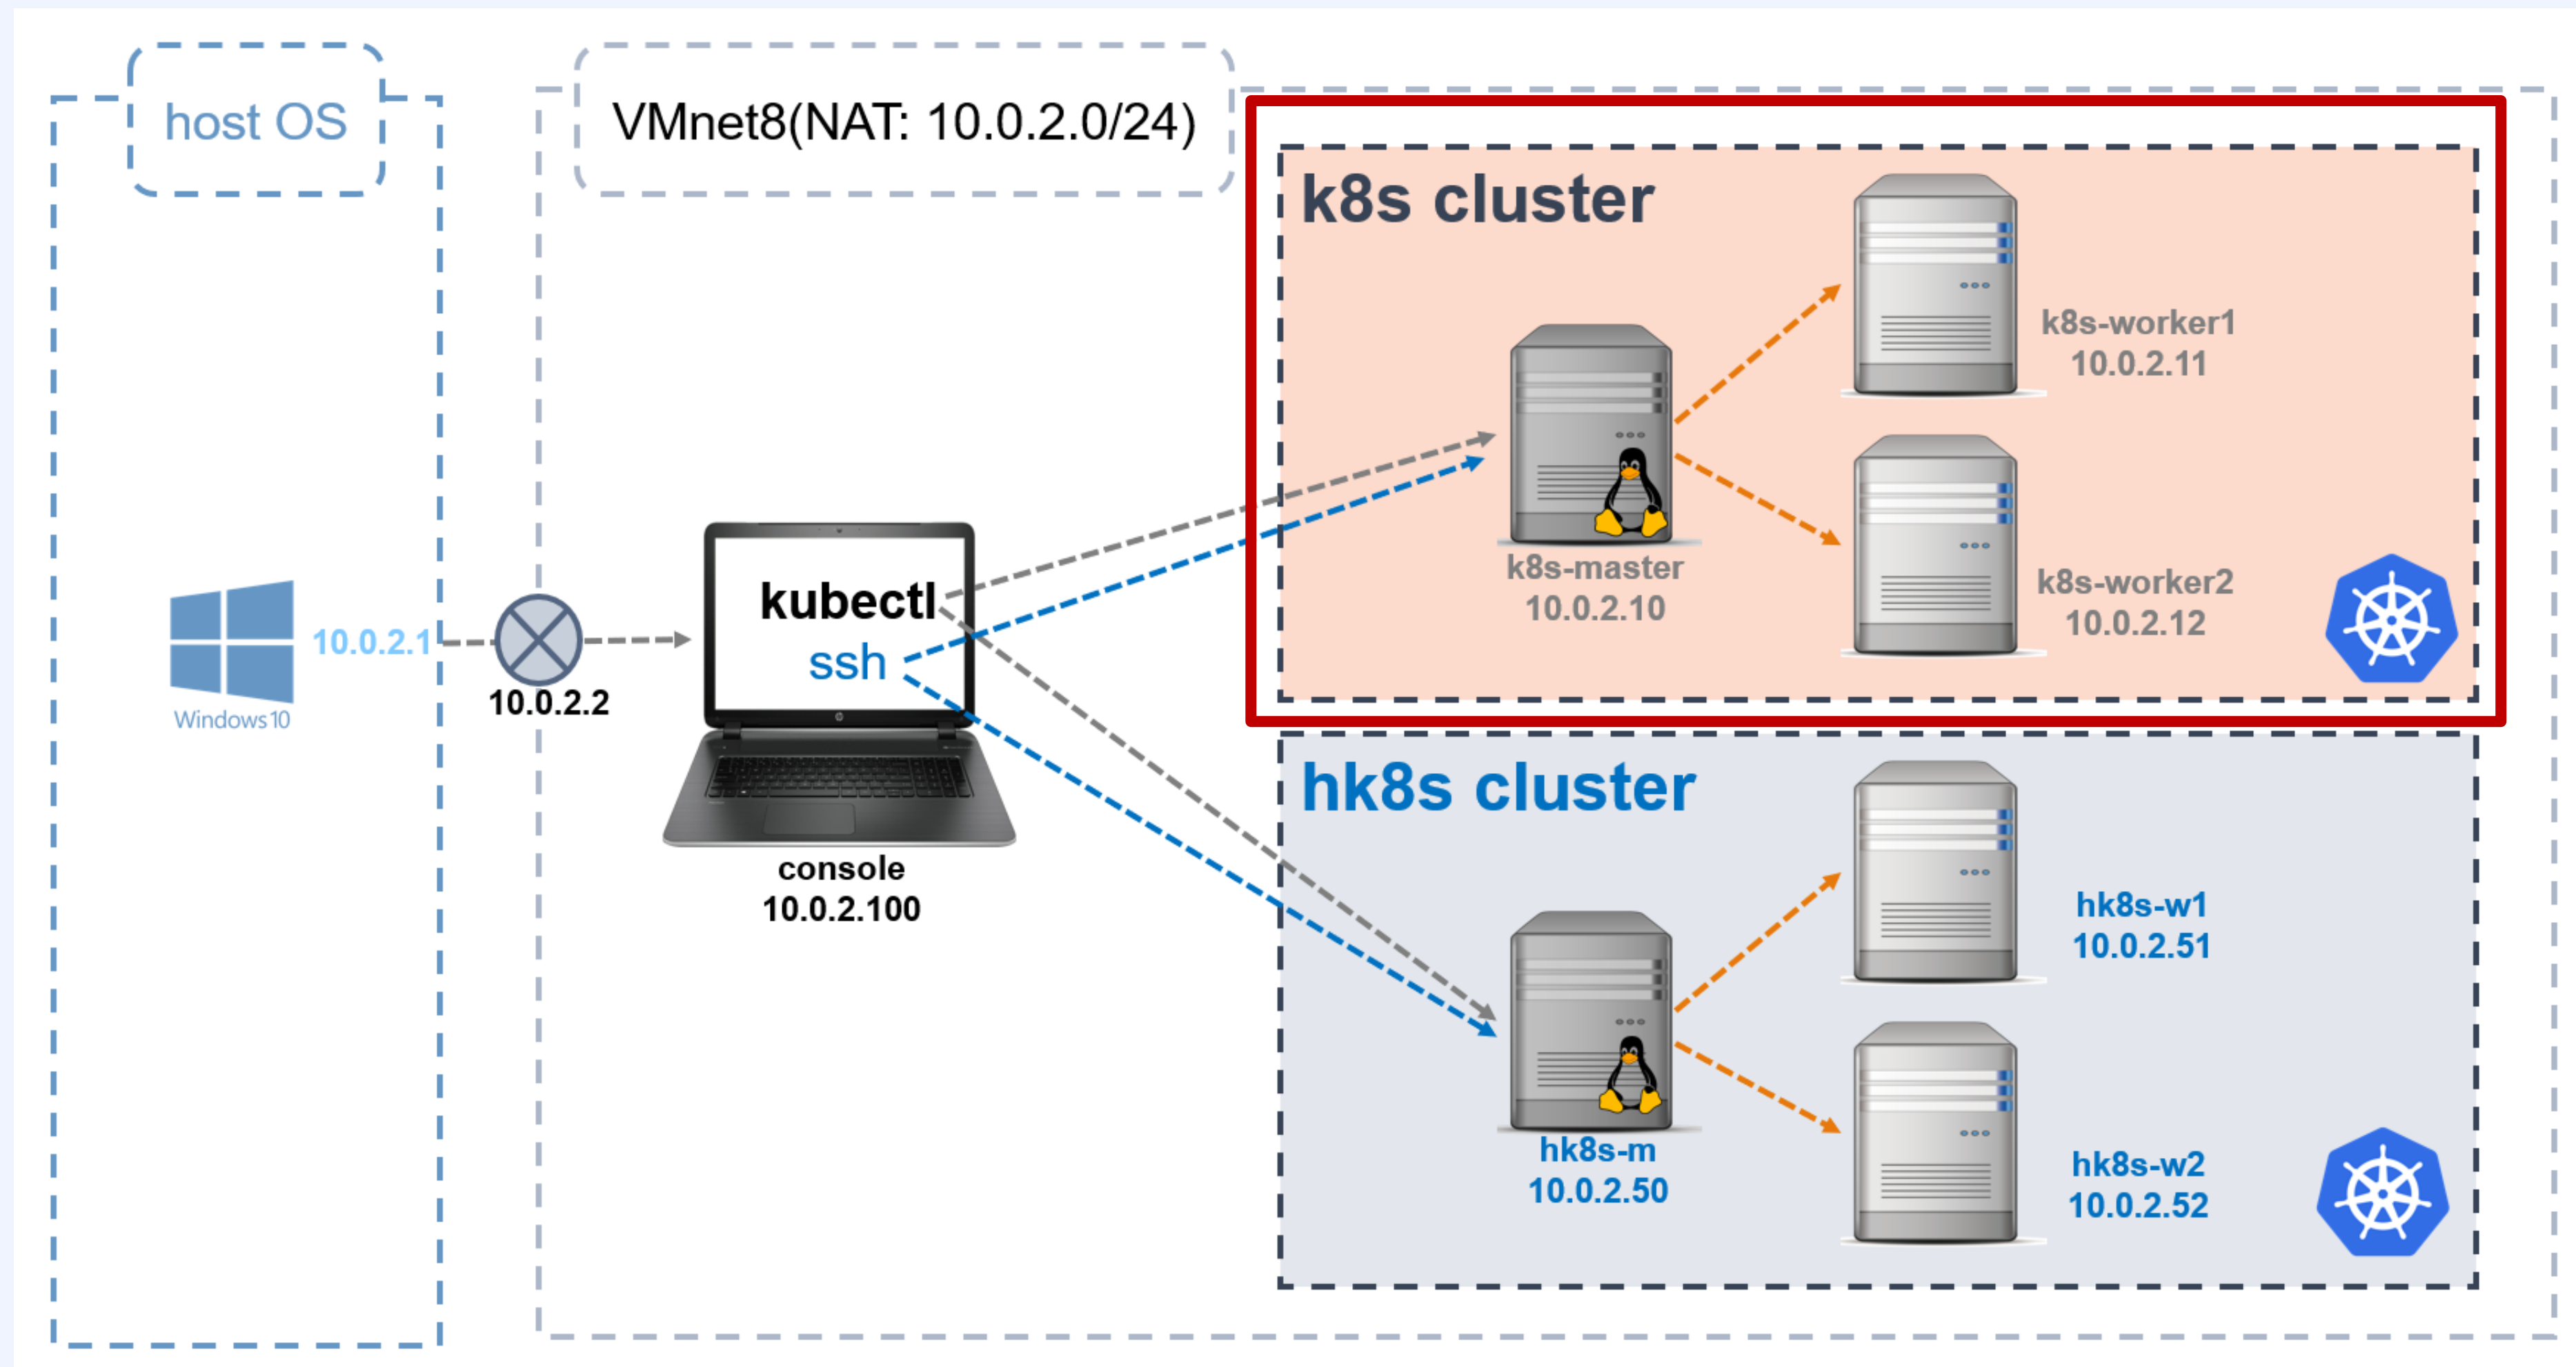 host OS
VMnet8(NAT: 10.0.2.0/24)
k8s cluster
k8s-worker1
10.0.2.11
k8s-master
10.0.2.10
k8s-worker2
10.0.2.12
Windows 10
10.0.2.1
10.0.2.2
kubectl
ssh
console
10.0.2.100
hk8s cluster
hk8s-w1
10.0.2.51
hk8s-m
10.0.2.50
hk8s-w2
10.0.2.52